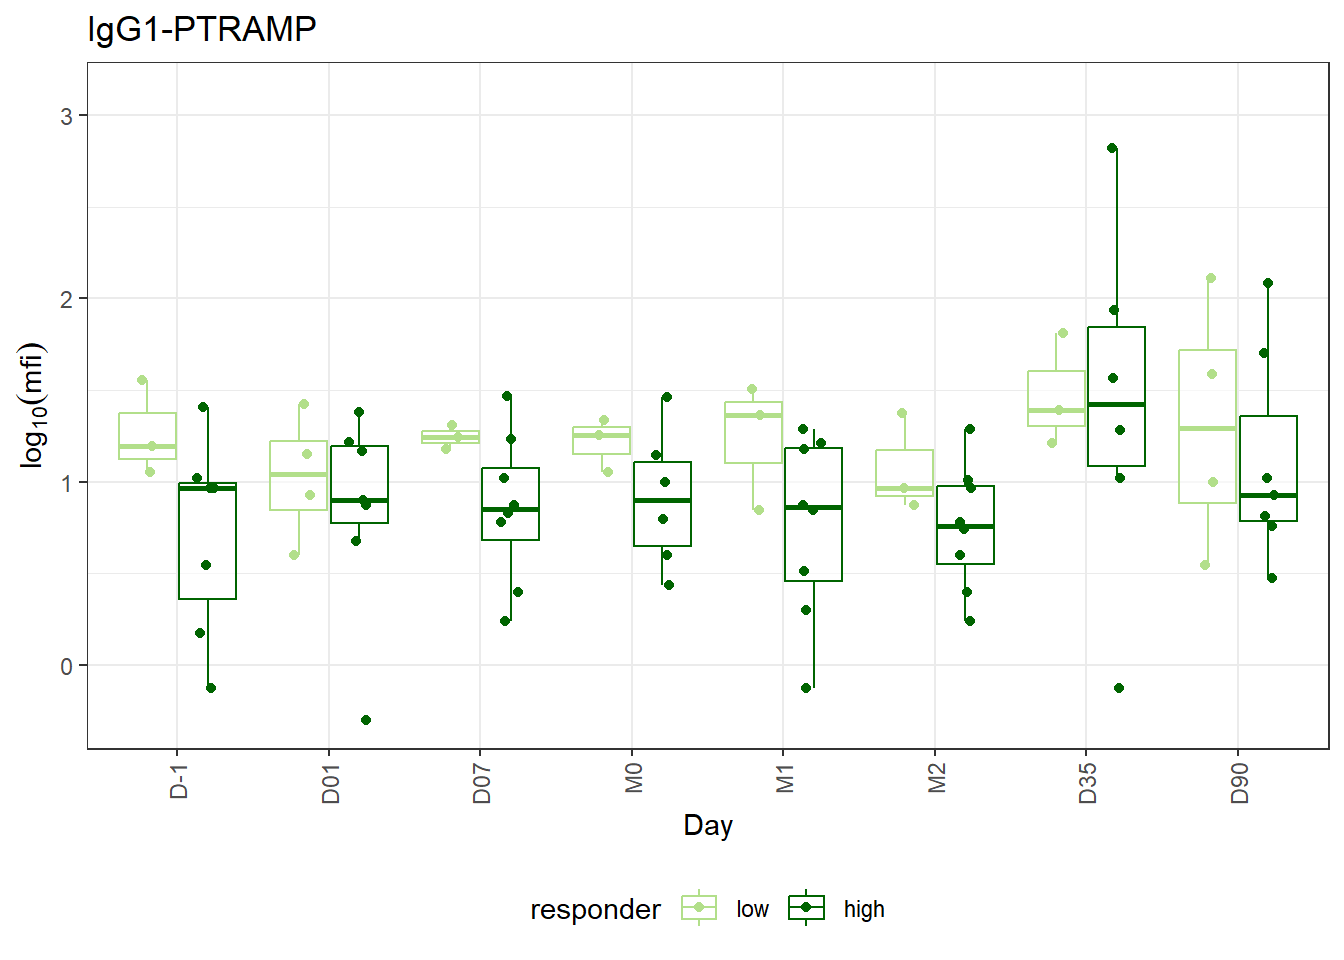 IgG1-PTRAMP
3
2
1
0
log10(mfi)
D-1 D01 D07 M0 M1 M2 D35 D90
Day
responder low high